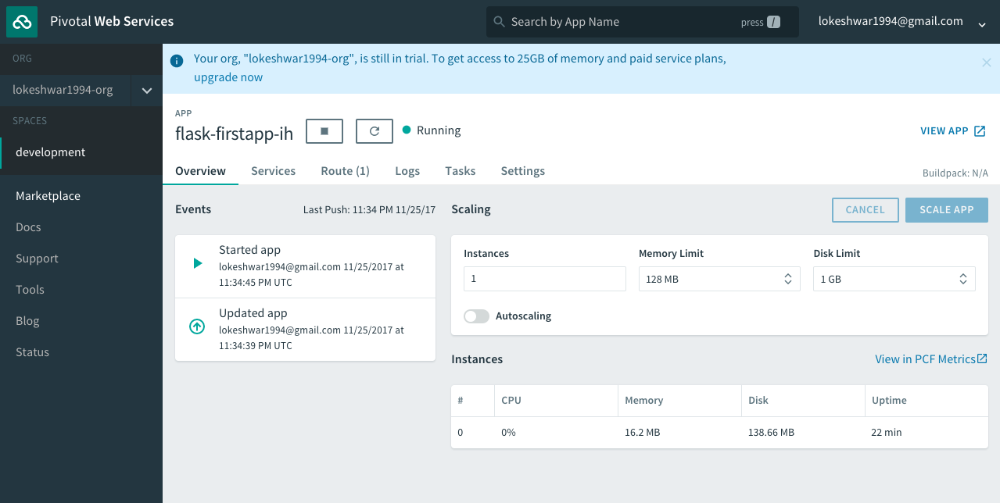 Pivotal Web Services
Search by App Name
press /
lokeshwar1994@gmail.com
ORG
lokeshwar1994-org
SPACES
development
Marketplace
Docs
Support
Tools
Blog
Status
Your org, "lokeshwar1994-org", is still in trial. To get access to 25GB of memory and paid service plans,
upgrade now
APP
flask-firstapp-ih
Running
VIEW APP
Overview Services Route (1) Logs Tasks Settings
Buildpack: N/A
Events
Last Push: 11:34 PM 11/25/17
Started app
lokeshwar1994@gmail.com 11/25/2017 at
11:34:45 PM UTC
Updated app
lokeshwar1994@gmail.com 11/25/2017 at
11:34:39 PM UTC
Scaling
CANCEL
SCALE APP
Instances Memory Limit Disk Limit
1 128 MB 1 GB
Autoscaling
Instances
View in PCF Metrics
# CPU Memory Disk Uptime
0 0% 16.2 MB 138.66 MB 22 min